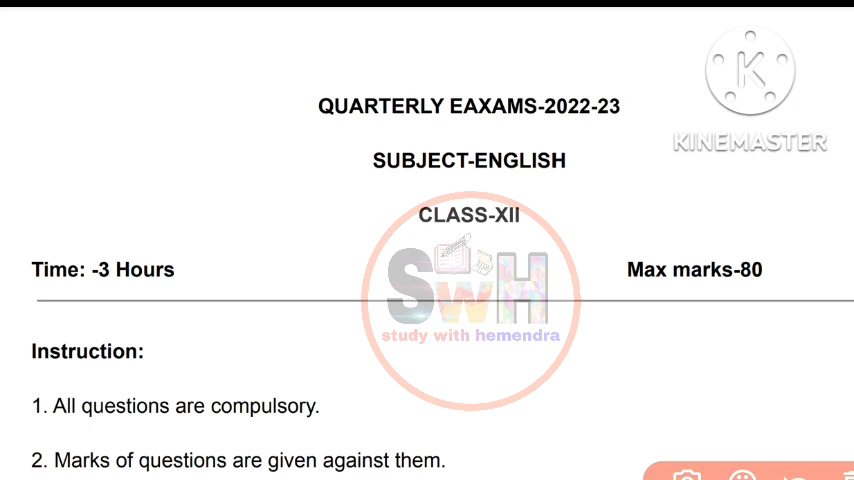 KINEMASTER
QUARTERLY EAXAMS-2022-23
SUBJECT-ENGLISH
CLASS-XII
Time: -3 Hours Max marks-80
SWH
study with hemendra
Instruction:
1. All questions are compulsory.
2. Marks of questions are given against them.